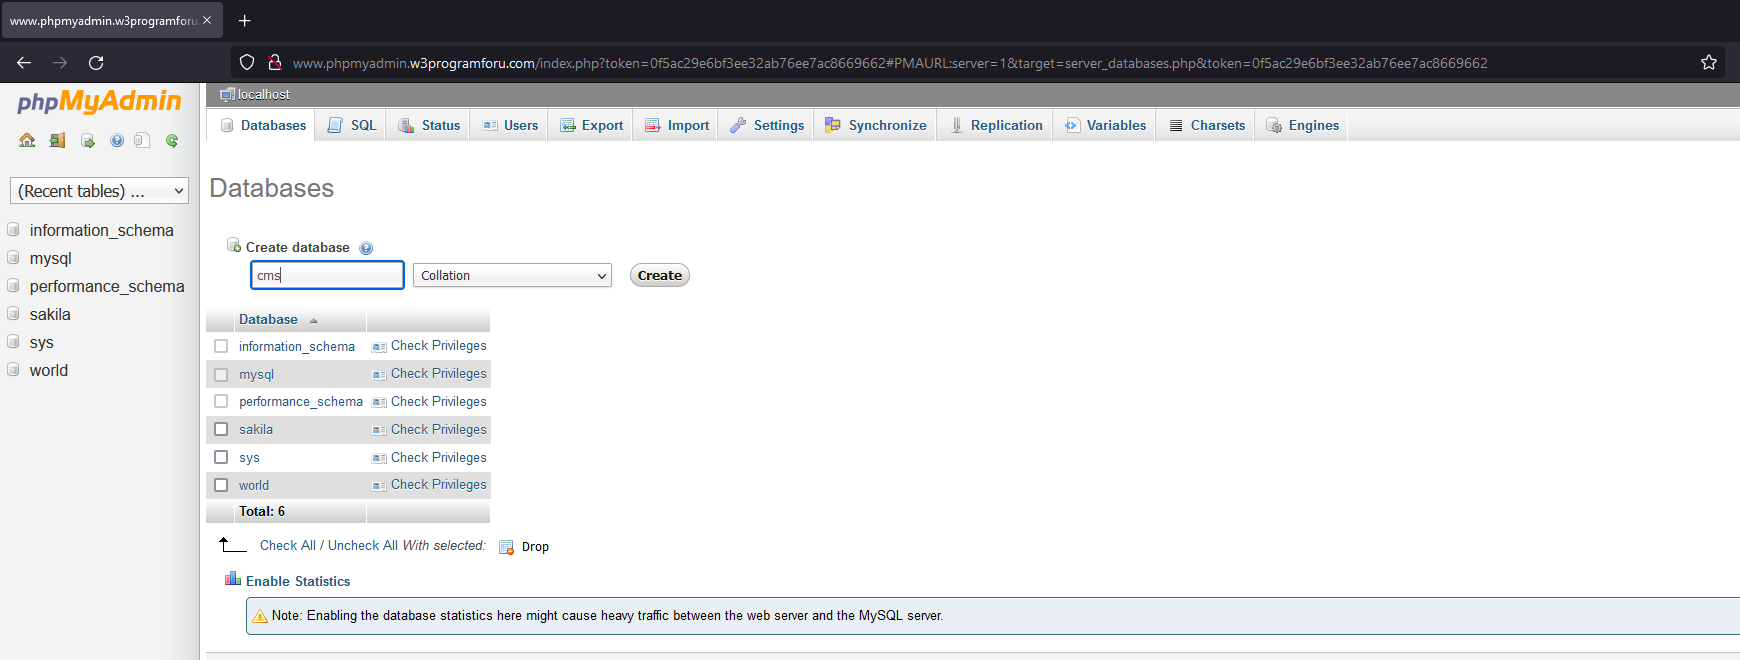 www.phpmyadmin.w3programforu
www.phpmyadmin.w3programforu.com/index.php?token=0f5ac29e6bf3ee32ab76ee7ac8669662#PMAURL:server=1&target=server_databases.php&token=0f5ac29e6bf3ee32ab76ee7ac8669662
phpMyAdmin
(Recent tables) ...
information_schema
mysql
performance_schema
sakila
sys
world
localhost
Databases SQL Status Users Export Import Settings Synchronize Replication Variables Charsets Engines
Databases
Create database
cms Collation Create
Database
information_schema Check Privileges
mysql Check Privileges
performance_schema Check Privileges
sakila Check Privileges
sys Check Privileges
world Check Privileges
Total: 6
Check All / Uncheck All With selected: Drop
Enable Statistics
Note: Enabling the database statistics here might cause heavy traffic between the web server and the MySQL server.